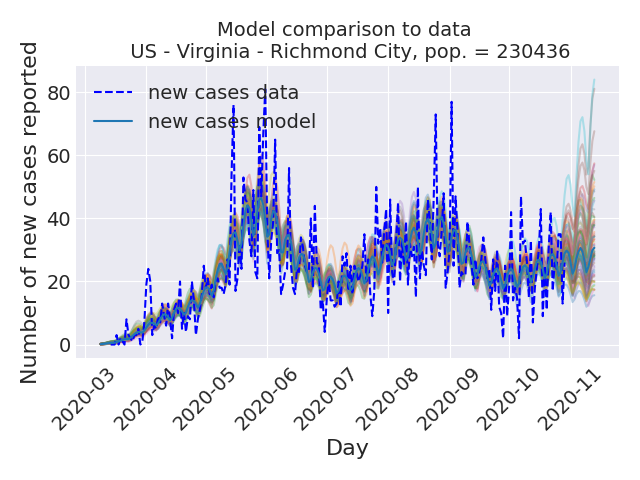 Model comparison to data
US - Virginia - Richmond City, pop. = 230436
Number of new cases reported
80
60
40
20
0
new cases data
new cases model
2020-03
2020-04
2020-05
2020-06
2020-07
2020-08
2020-09
2020-10
2020-11
Day